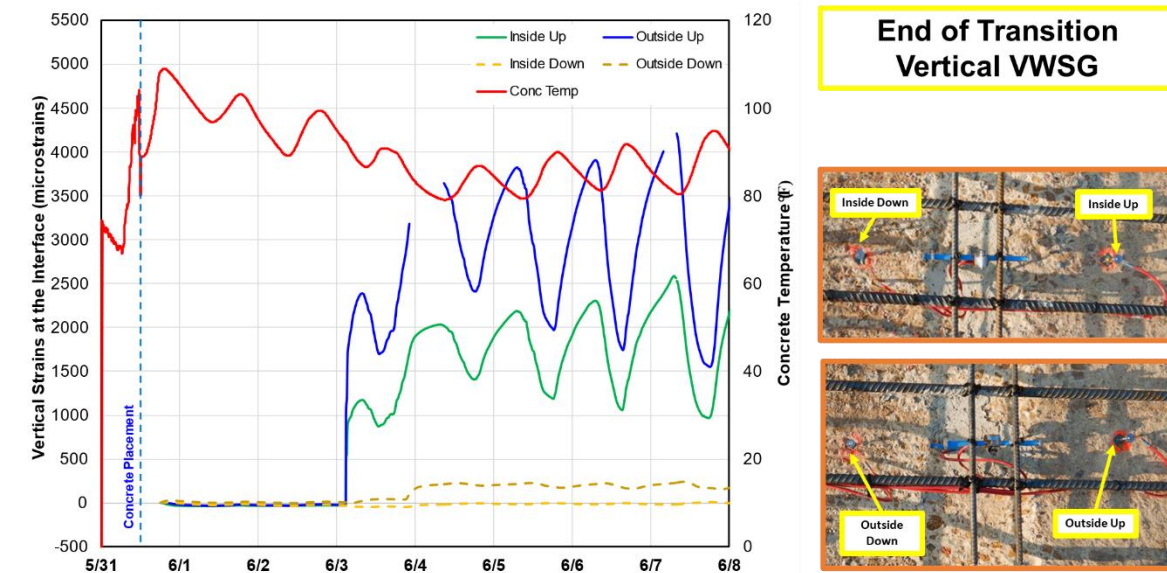 End of Transition
Vertical VWSG
5500
5000
4500
4000
3500
3000
2500
2000
1500
1000
500
0
-500
Vertical Strains at the Interface (microstrains)
Concrete Placement
Inside Up
Outside Up
Inside Down
Outside Down
Conc Temp
120
100
80
60
40
20
0
Concrete Temperature (°F)
5/31 6/1 6/2 6/3 6/4 6/5 6/6 6/7 6/8
Inside Down
Inside Up
Outside
Down
Outside Up